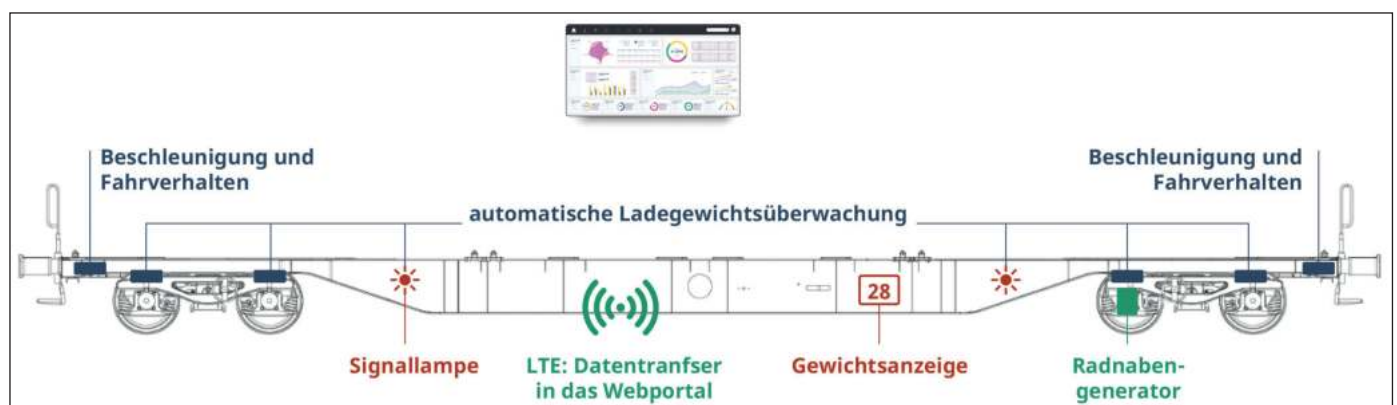 Beschleunigung und
Fahrverhalten
Beschleunigung und
Fahrverhalten
automatische Ladegewichtsüberwachung
28
Signallampe
LTE: Datentranfser
in das Webportal
Gewichtsanzeige
Radnaben-
generator